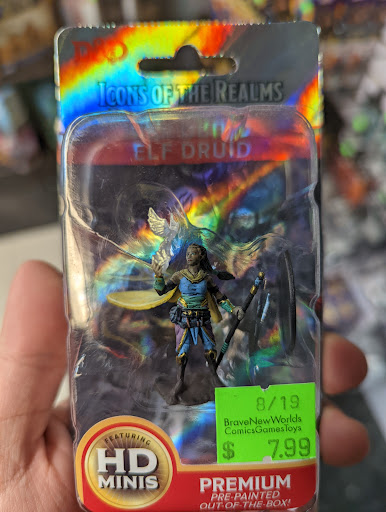 D&D
ICONS OF THE REALMS
ELF DRUID
8/19
BraveNewWorlds
ComicsGamesToys
$ 7.99
FEATURING
HD
MINIS
PREMIUM
PRE-PAINTED
OUT-OF-THE-BOX!